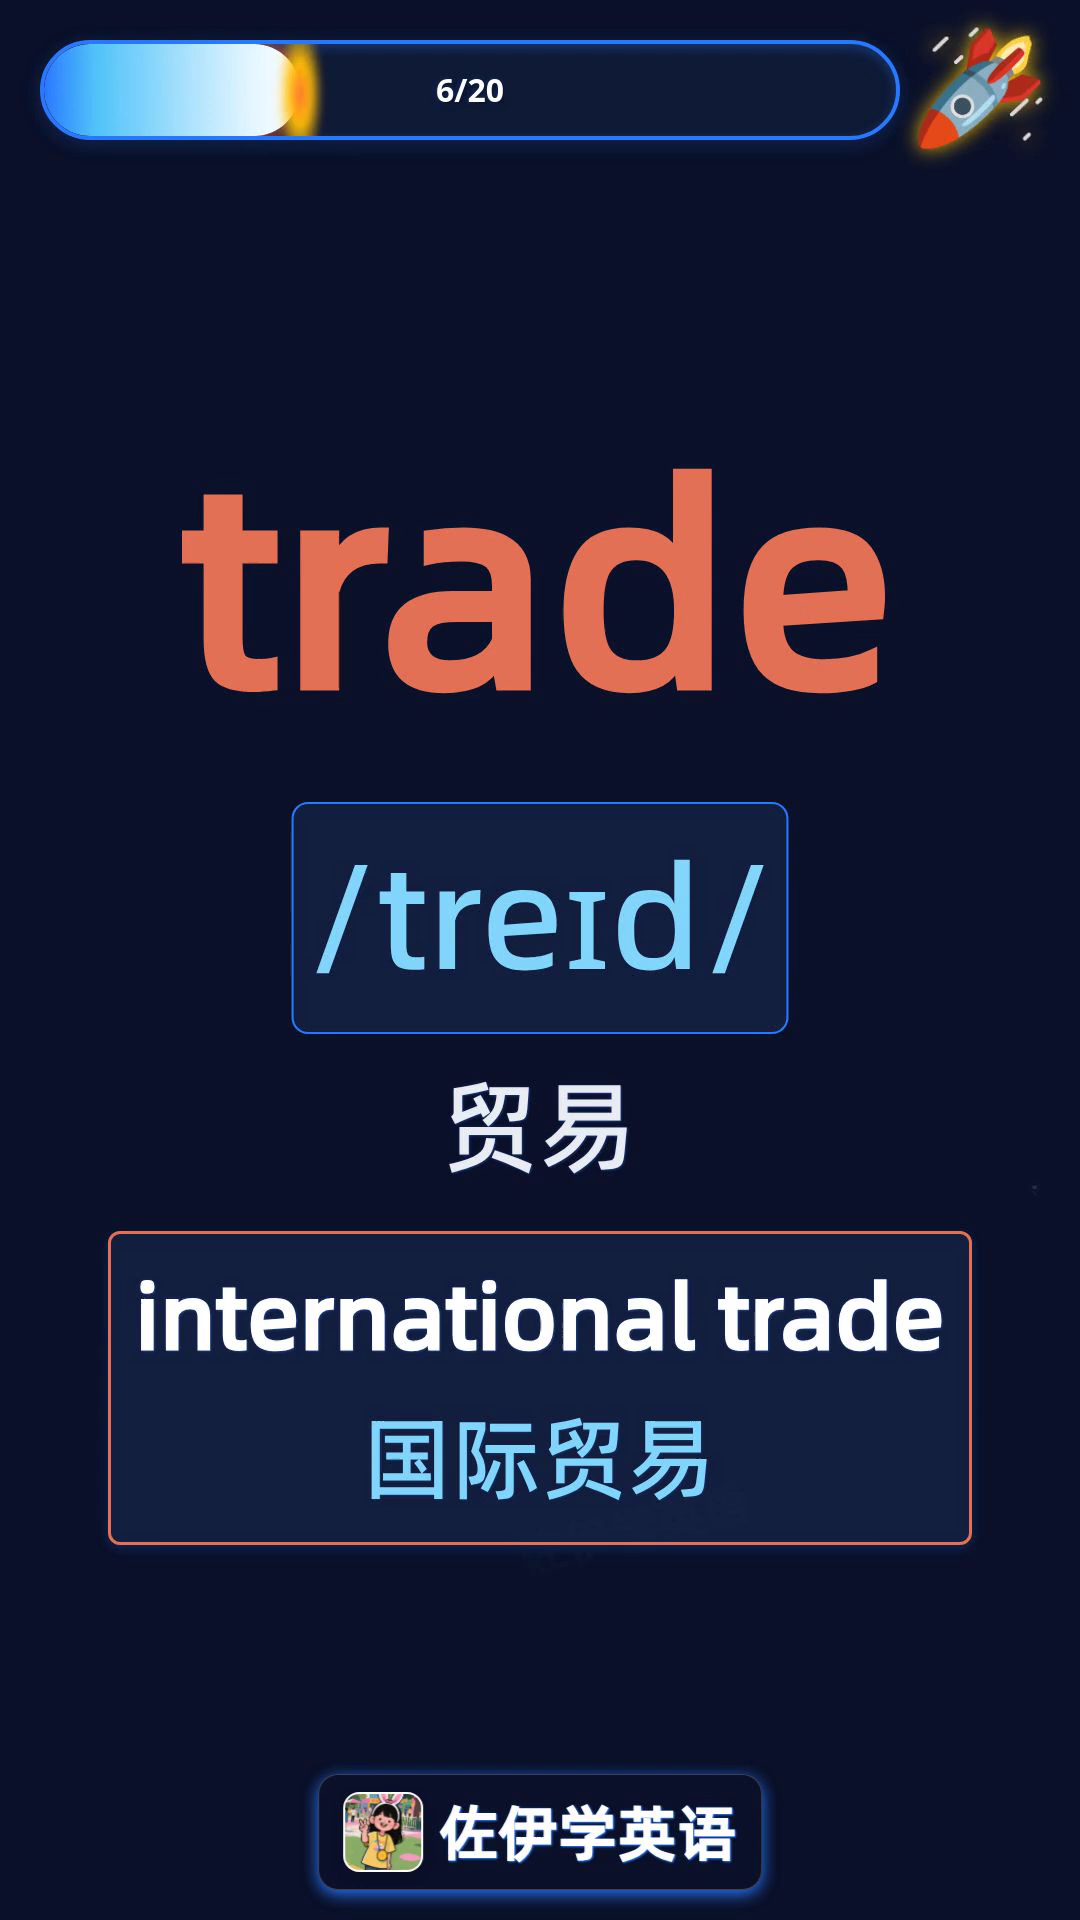 6/20
trade
/treɪd/
贸易
international trade
国际贸易
佐伊学英语